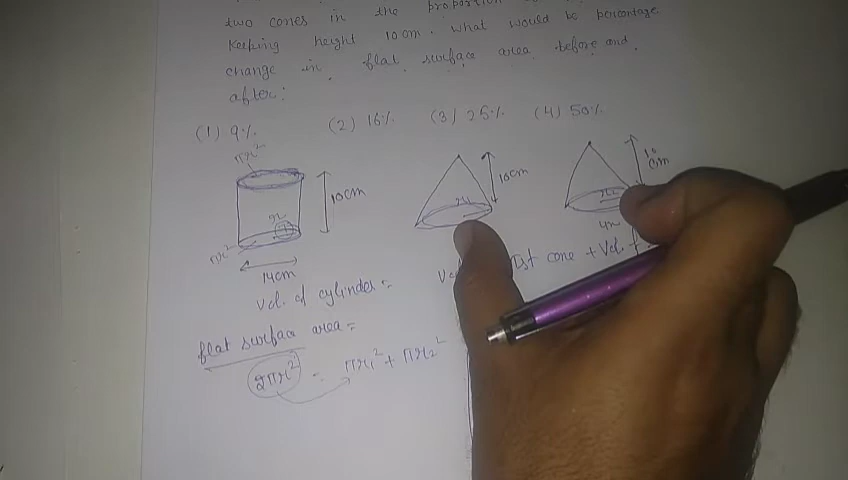 two cones in the
Keeping height 10cm. what would be percentage
change in flat surface area before and
after:
(1) 9% (2) 16% (3) 25% (4) 50%
πr²
10cm
10cm
10cm
πr²
14cm
Vol. of cylinder = cone + Vol.
flat surface area =
2πr² = πr₁² + πr₂²